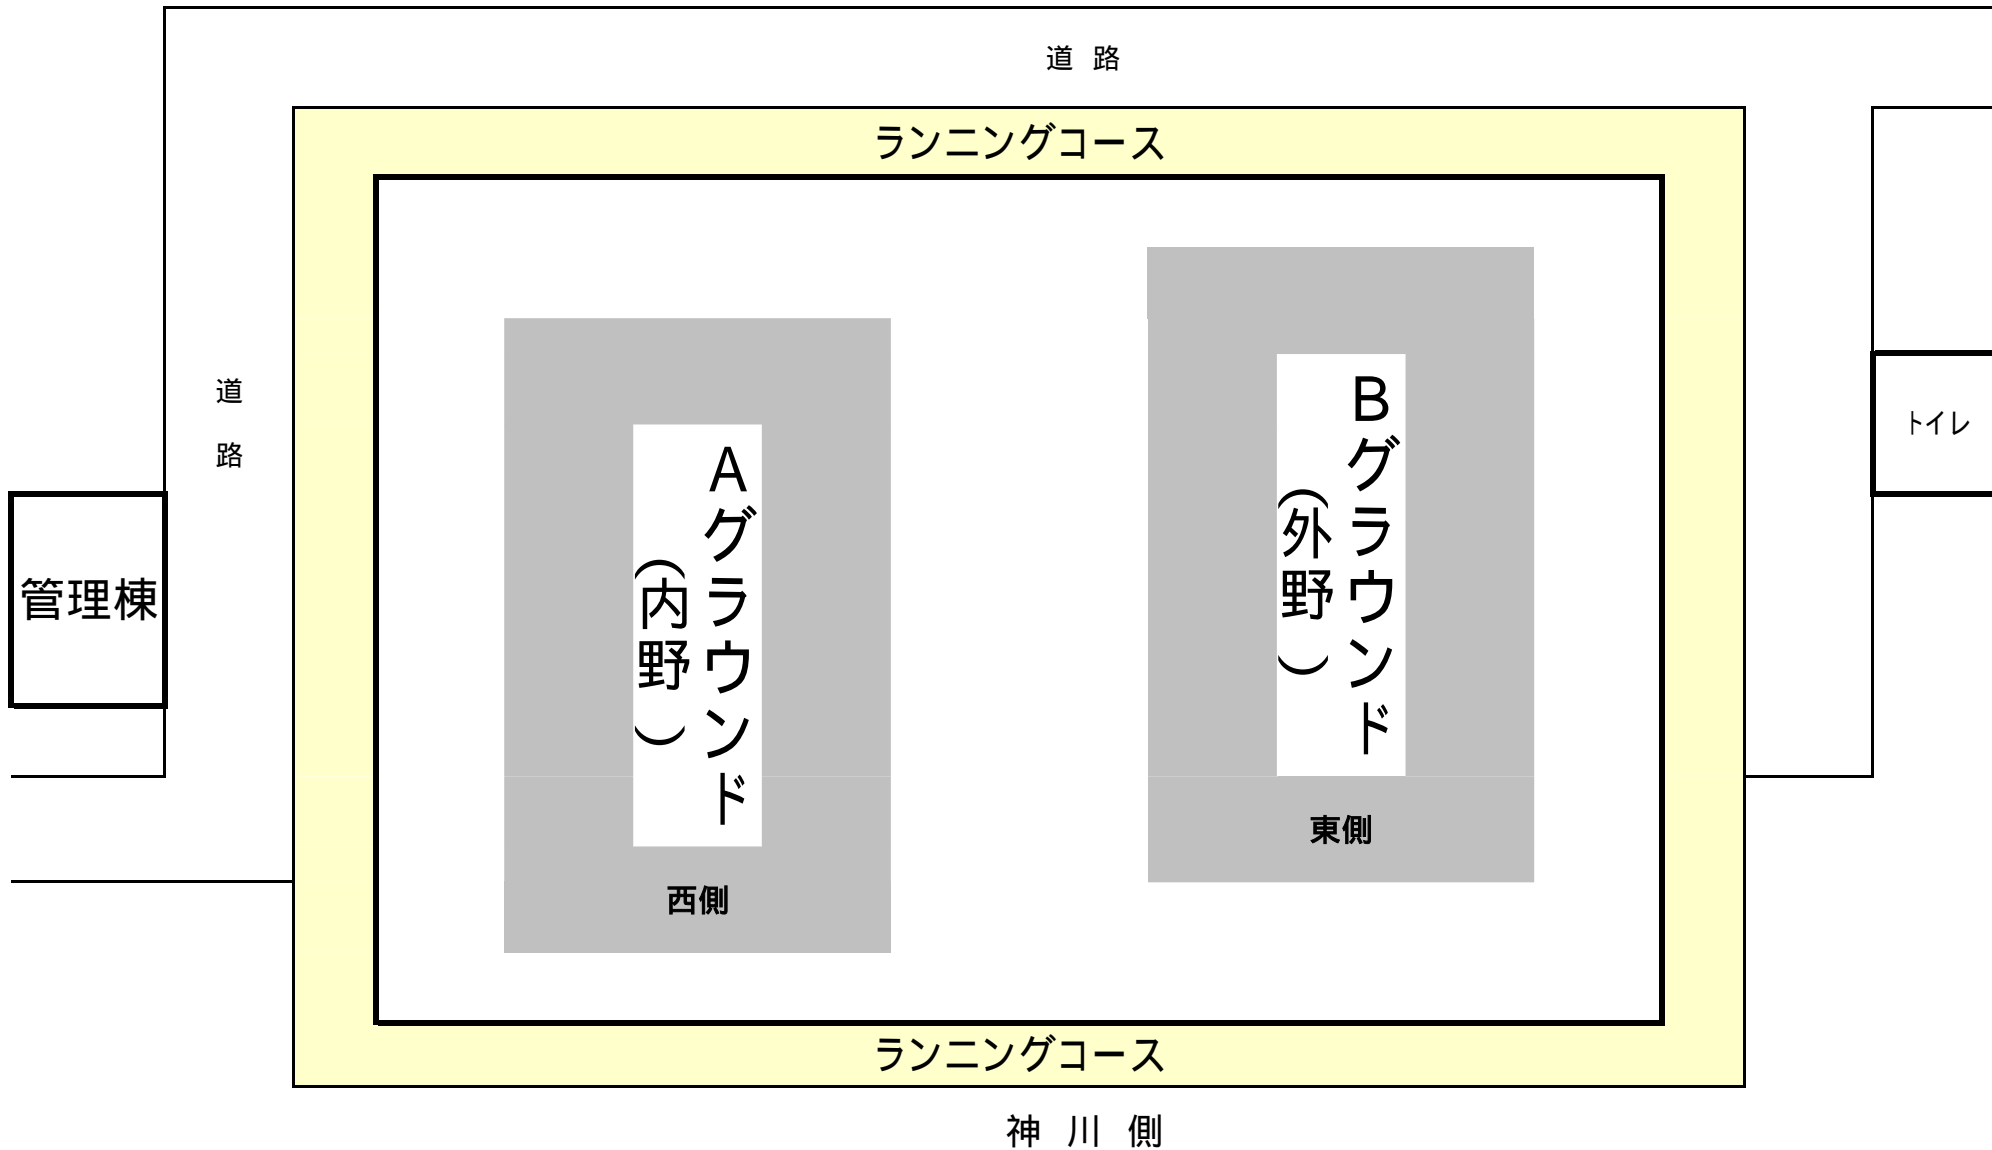 道 路
ランニングコース
道
路
トイレ
管理棟
Aグラウンド
(内野 )
Bグラウンド
(外野 )
東側
西側
ランニングコース
神 川 側